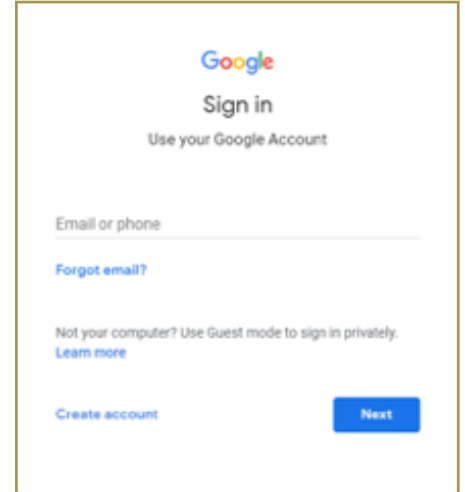 Google
Sign in
Use your Google Account
Email or phone
Forgot email?
Not your computer? Use Guest mode to sign in privately.
Learn more
Create account
Next